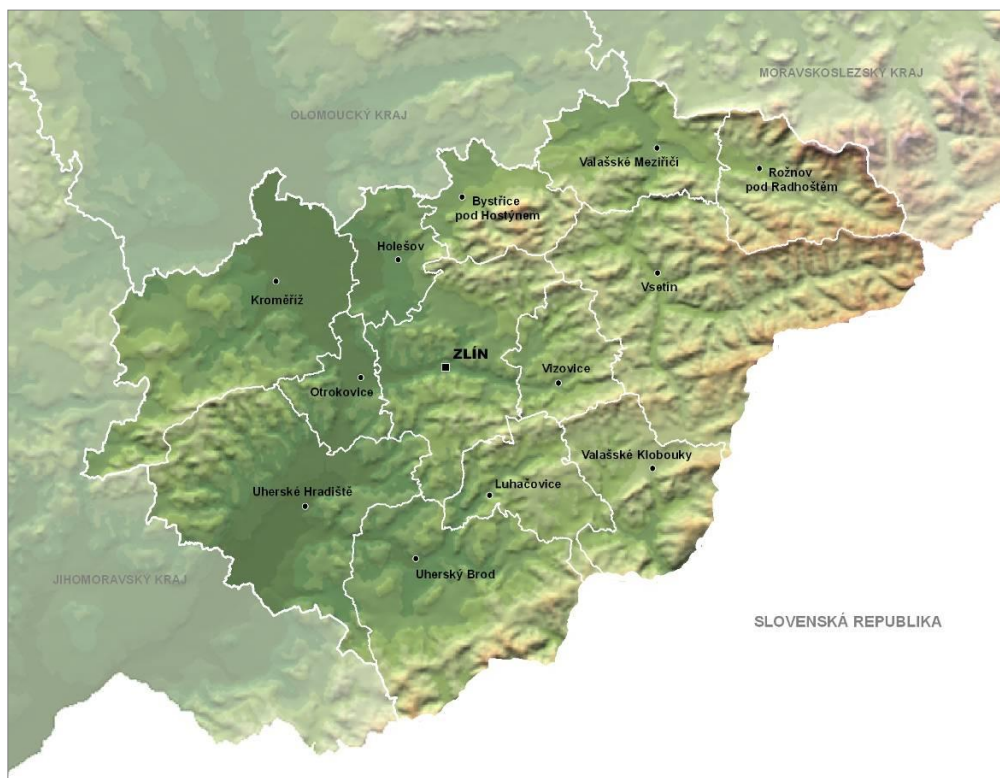 MORAVSKOSLEZSKÝ KRAJ
OLOMOUCKÝ KRAJ
Valašské Meziříčí
Rožnov
pod Radhoštěm
Bystřice
pod Hostýnem
Holešov
Vsetín
Kroměříž
ZLÍN
Vizovice
Otrokovice
Valašské Klobouky
Luhačovice
Uherské Hradiště
Uherský Brod
JIHOMORAVSKÝ KRAJ
SLOVENSKÁ REPUBLIKA